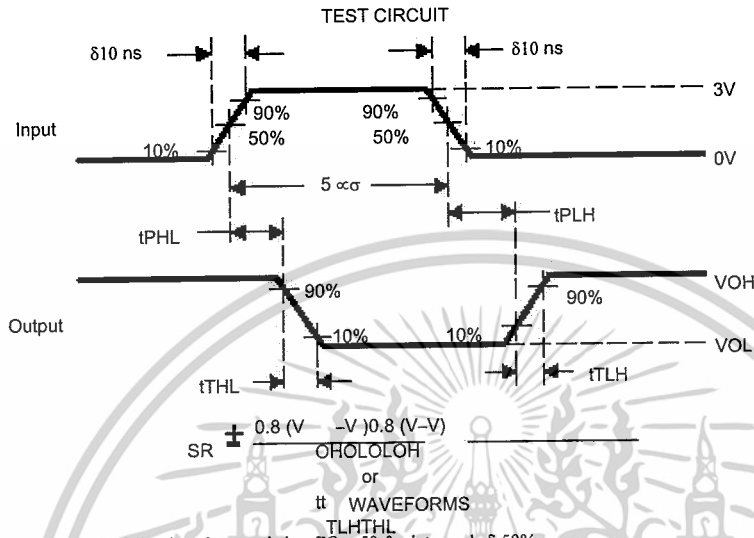 TEST CIRCUIT
δ10 ns
δ10 ns
3V
90%
90%
Input
50%
50%
10%
10%
0V
5 ∝σ
tPHL
tPLH
VOH
90%
90%
Output
10%
10%
VOL
tTHL
tTLH
SR ± 0.8 (V –V )0.8 (V–V)
OHOLOLOH
or
tt WAVEFORMS
TLHTHL